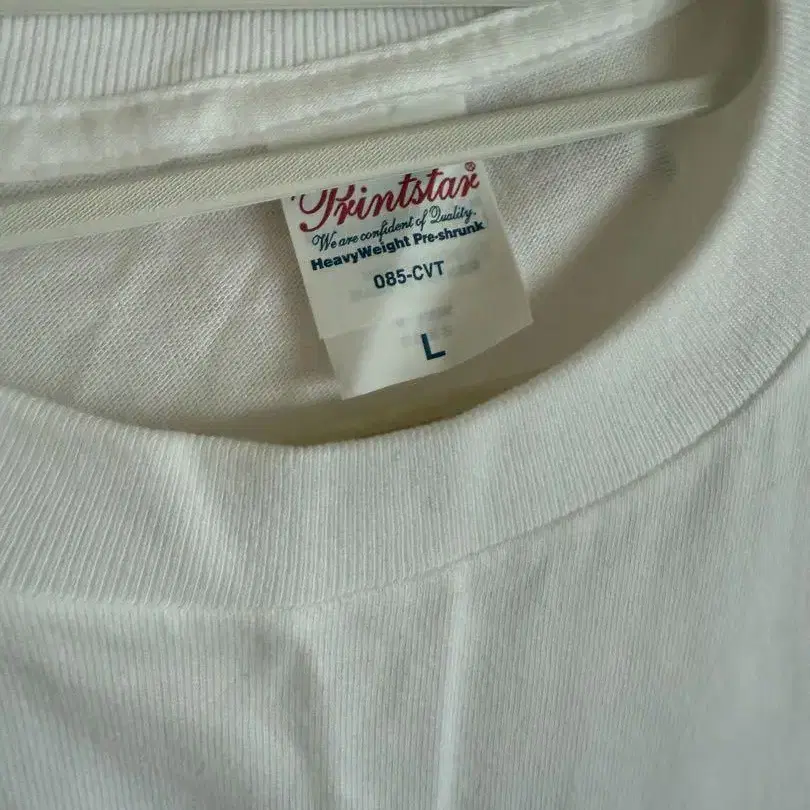 Printstar®
We are confident of Quality.
HeavyWeight Pre-shrunk
085-CVT
L